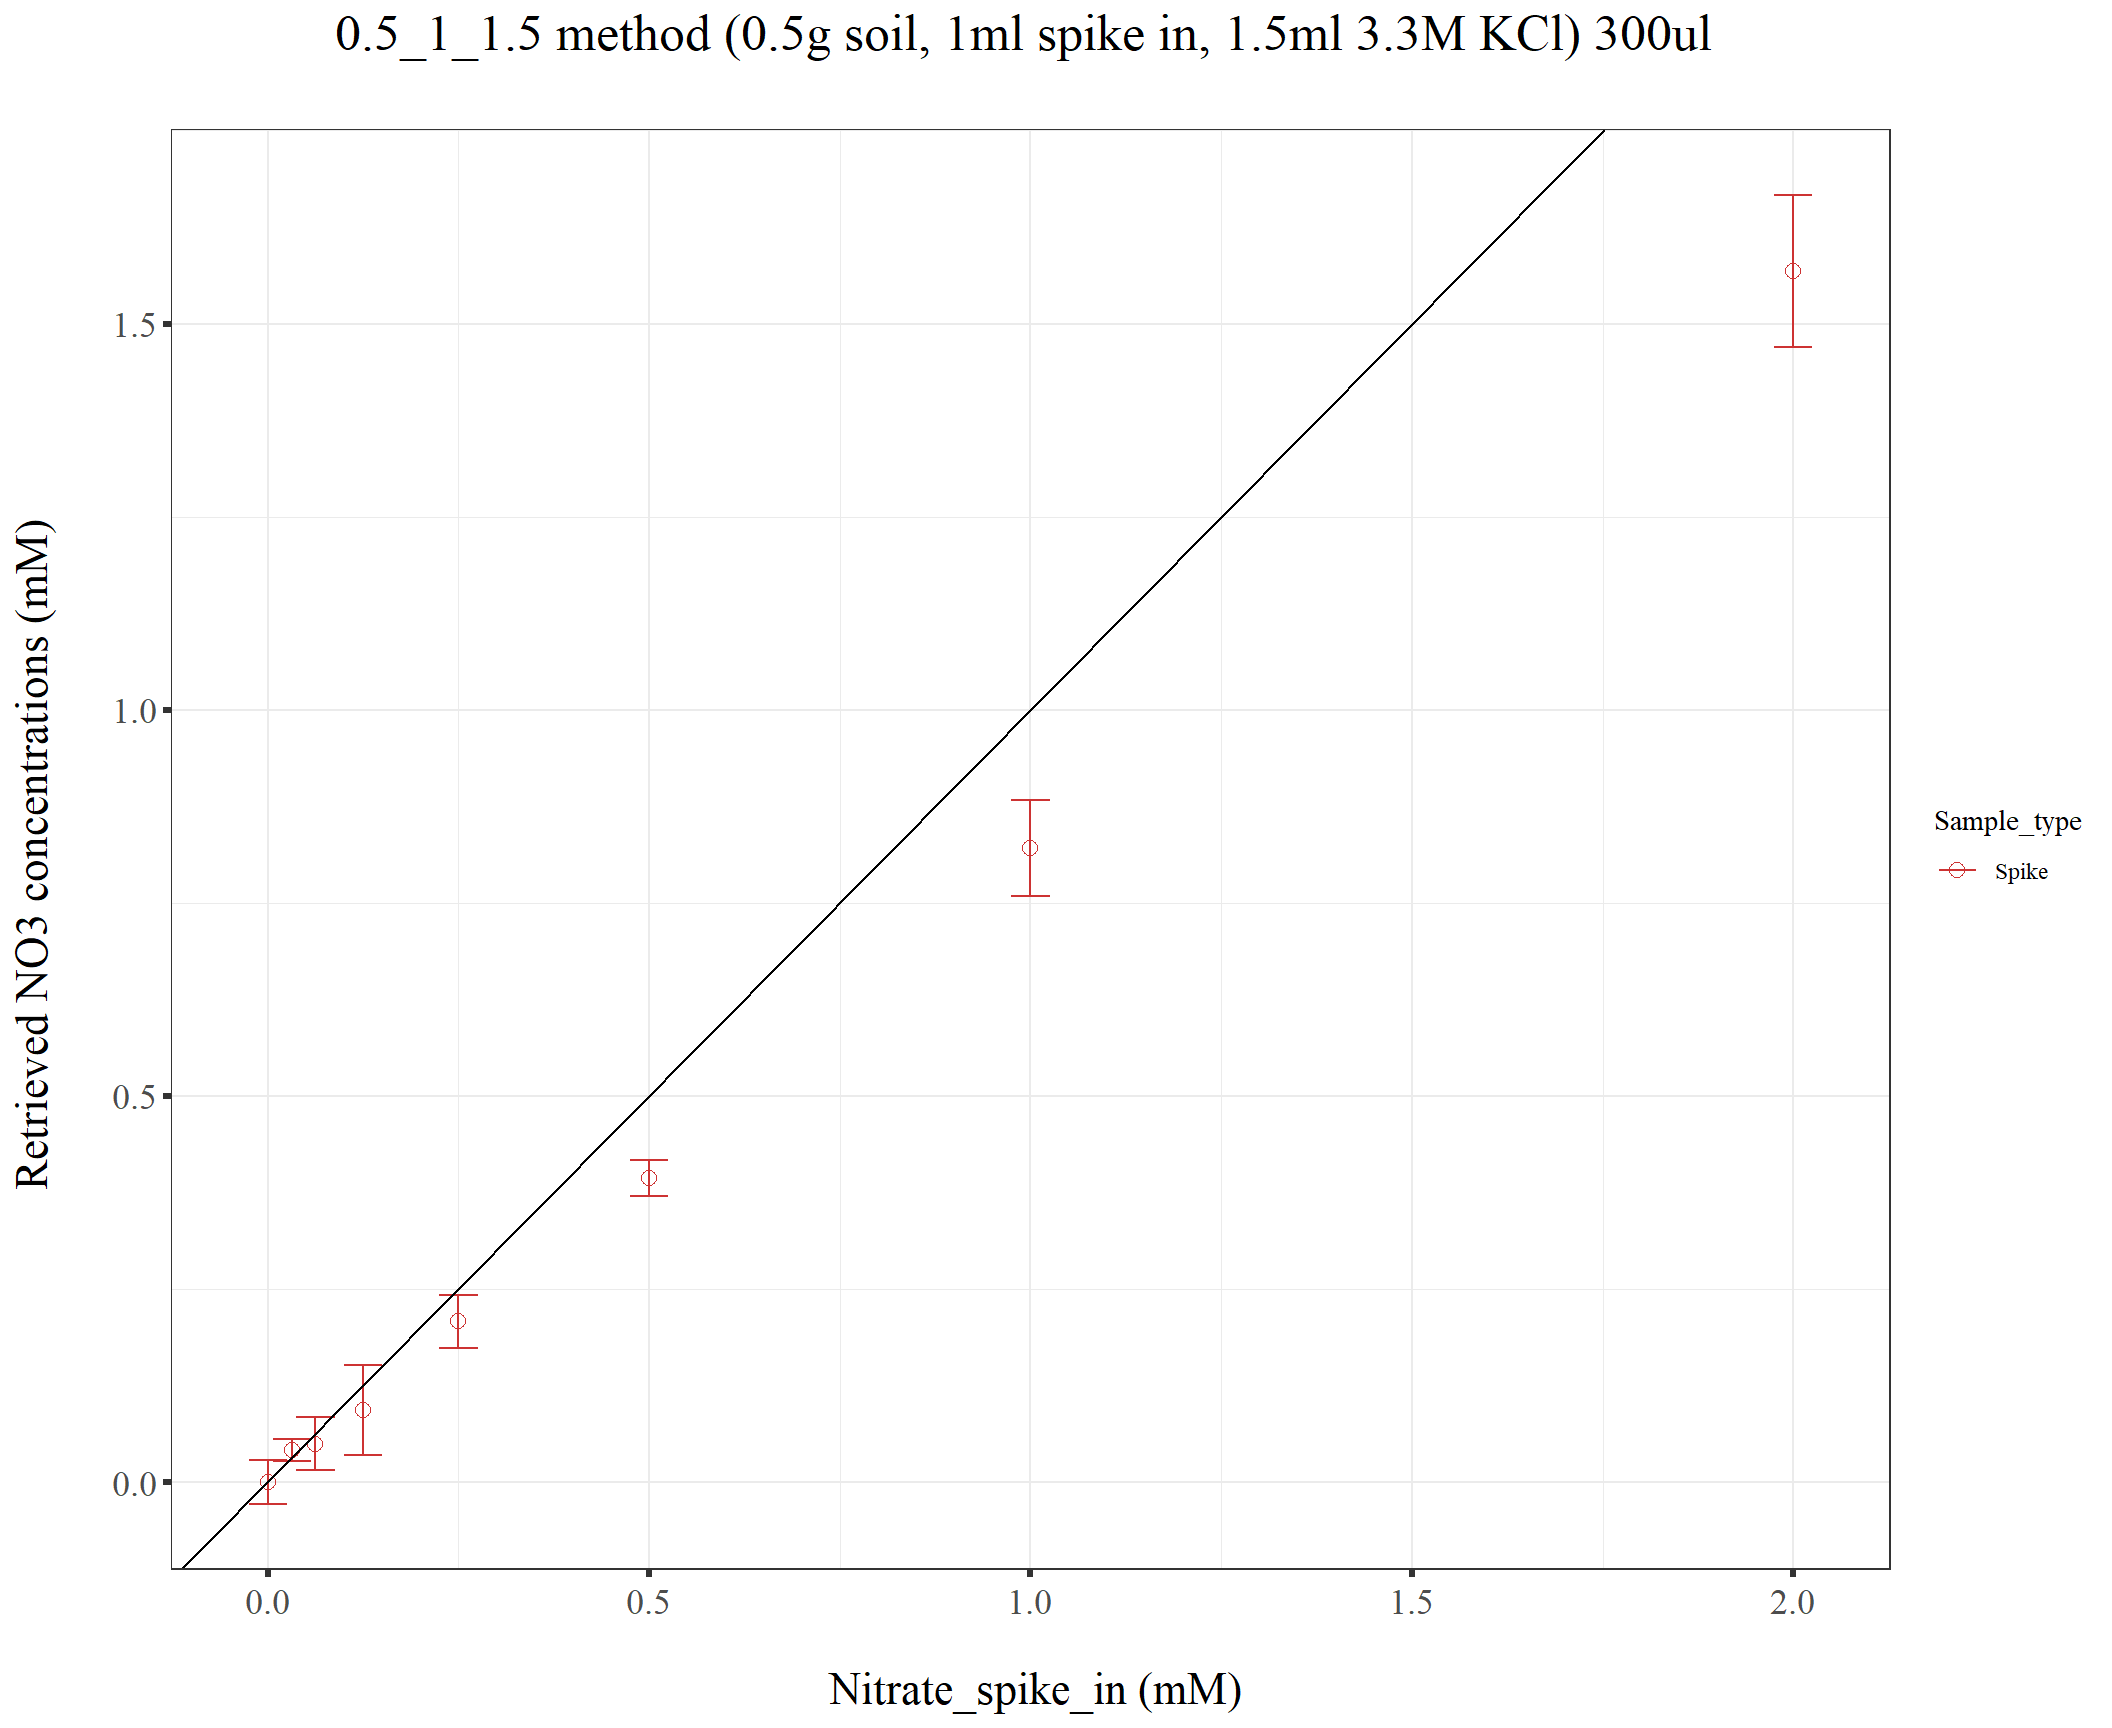 0.5_1_1.5 method (0.5g soil, 1ml spike in, 1.5ml 3.3M KCl) 300ul
Retrieved NO3 concentrations (mM)
1.5
1.0
0.5
0.0
0.0 0.5 1.0 1.5 2.0
Nitrate_spike_in (mM)
Sample_type
Spike